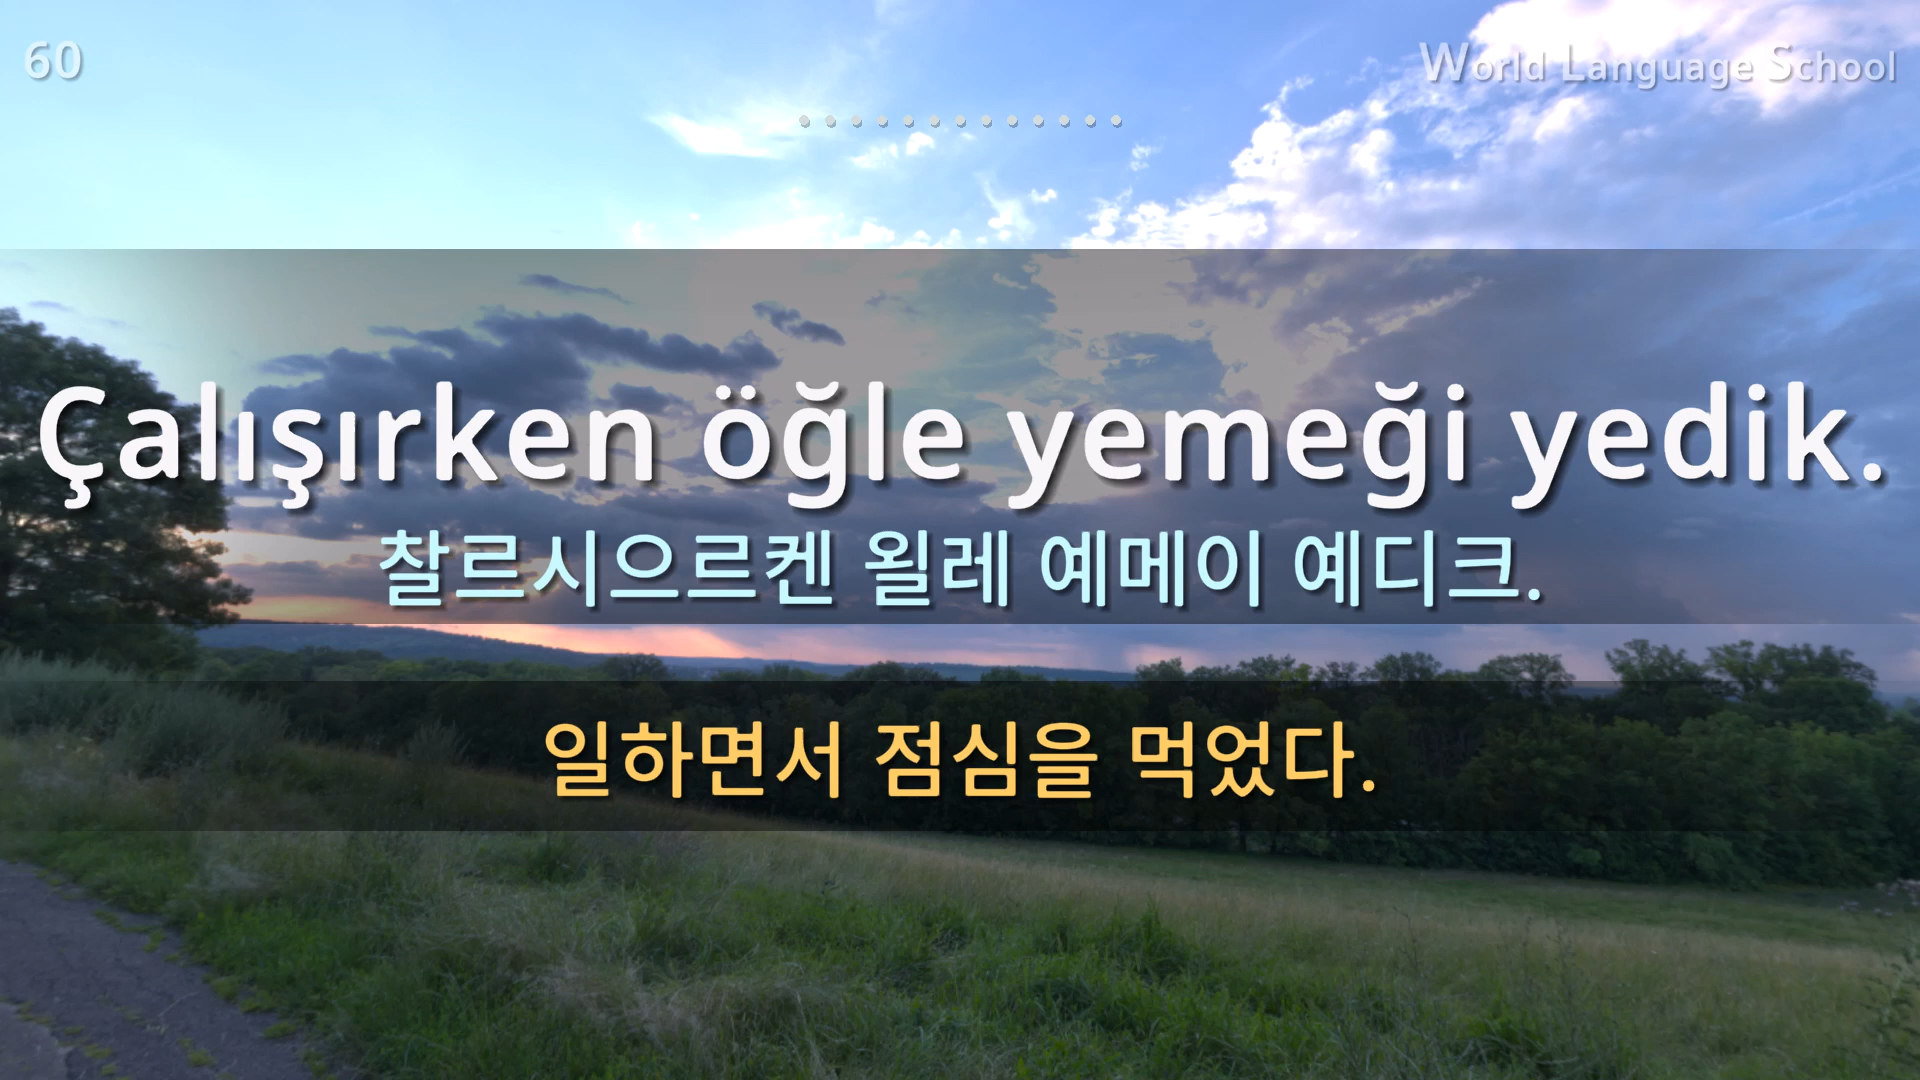 60
World Language School
Çalışırken öğle yemeği yedik.
찰르시으르켄 욀레 예메이 예디크.
일하면서 점심을 먹었다.